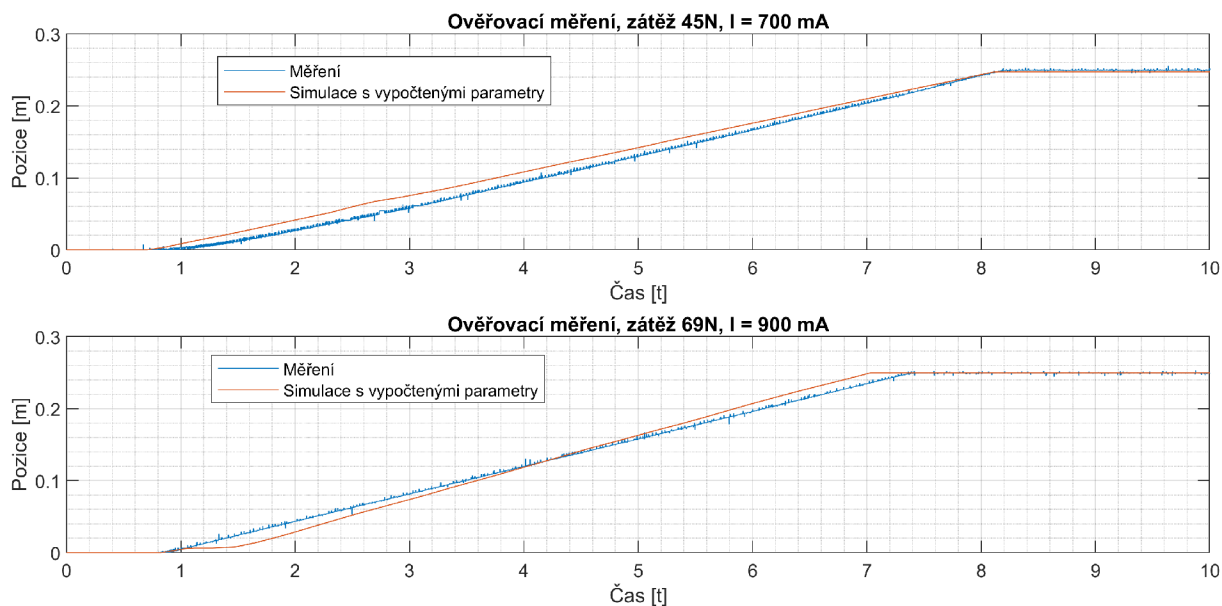 Ověřovací měření, zátěž 45N, I = 700 mA
0.3
0.2
0.1
0
Pozice [m]
Měření
Simulace s vypočtenými parametry
0 1 2 3 4 5 6 7 8 9 10
Čas [t]
Ověřovací měření, zátěž 69N, I = 900 mA
0.3
0.2
0.1
0
Pozice [m]
Měření
Simulace s vypočtenými parametry
0 1 2 3 4 5 6 7 8 9 10
Čas [t]